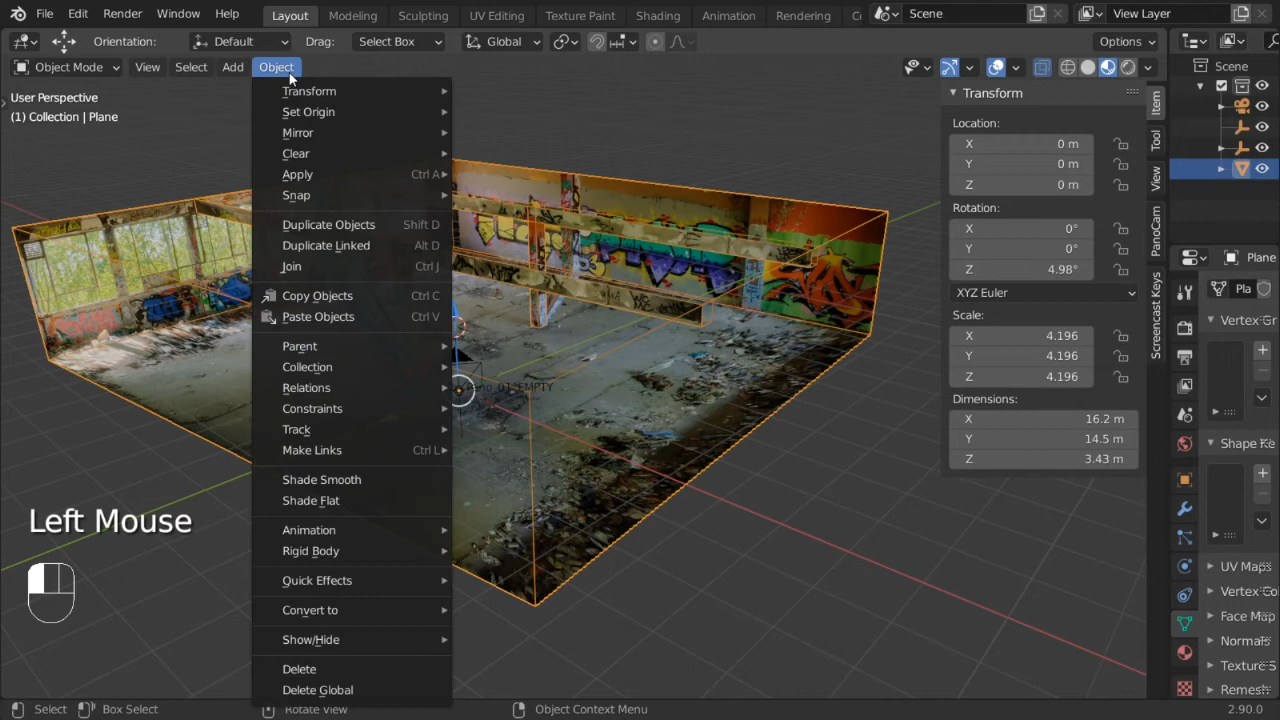 File Edit Render Window Help Layout Modeling Sculpting UV Editing Texture Paint Shading Animation Rendering Scene View Layer
Orientation: Default Drag: Select Box Global Options
Object Mode View Select Add Object
User Perspective
(1) Collection | Plane
Transform
Set Origin
Mirror
Clear
Apply Ctrl A
Snap
Duplicate Objects Shift D
Duplicate Linked Alt D
Join Ctrl J
Copy Objects Ctrl C
Paste Objects Ctrl V
Parent
Collection
Relations
Constraints
Track
Make Links Ctrl L
Shade Smooth
Shade Flat
Animation
Rigid Body
Quick Effects
Convert to
Show/Hide
Delete
Delete Global
Left Mouse
Transform
Location:
X 0 m
Y 0 m
Z 0 m
Rotation:
X 0°
Y 0°
Z 4.98°
XYZ Euler
Scale:
X 4.196
Y 4.196
Z 4.196
Dimensions:
X 16.2 m
Y 14.5 m
Z 3.43 m
Item
Tool
View
PanoCam
Screencast Keys
Scene
Plane
Pla
Vertex Gr
Shape Ke
UV Maps
Vertex Co
Face Map
Normals
Texture S
Remesh
Select Box Select Rotate View Object Context Menu 2.90.0